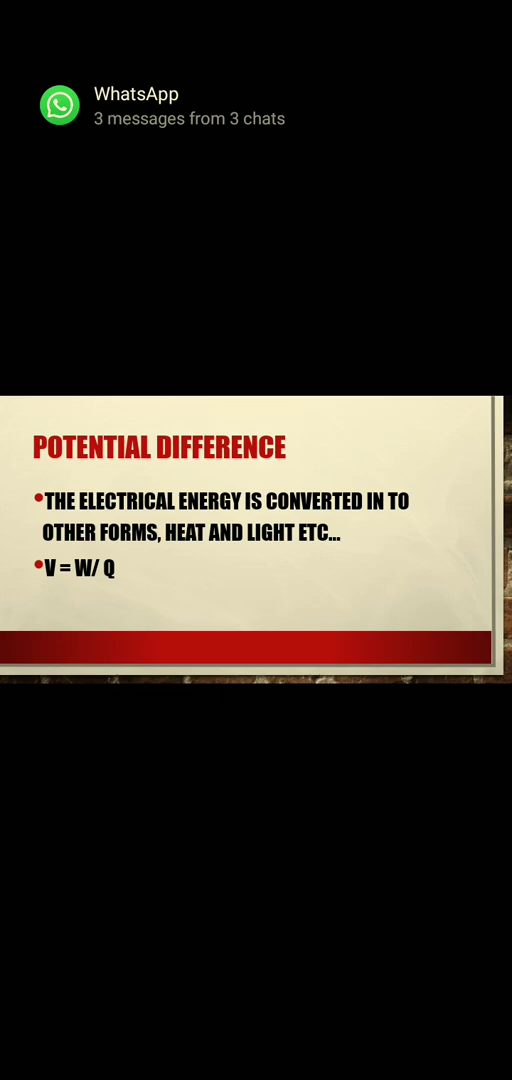 WhatsApp
3 messages from 3 chats
POTENTIAL DIFFERENCE
•THE ELECTRICAL ENERGY IS CONVERTED IN TO
OTHER FORMS, HEAT AND LIGHT ETC...
•V = W/ Q